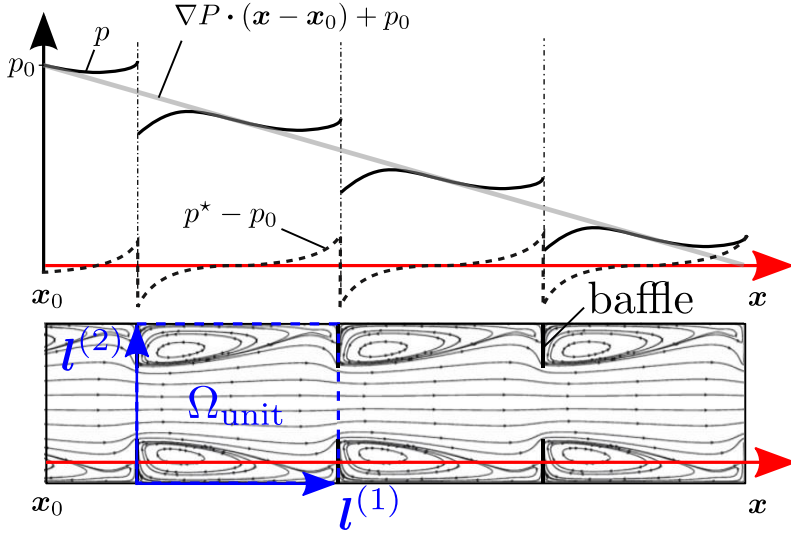 ∇P · (x − x₀) + p₀
p
p₀
p⋆ − p₀
x₀
x
baffle
l⁽²⁾
Ω_unit
x₀
l⁽¹⁾
x